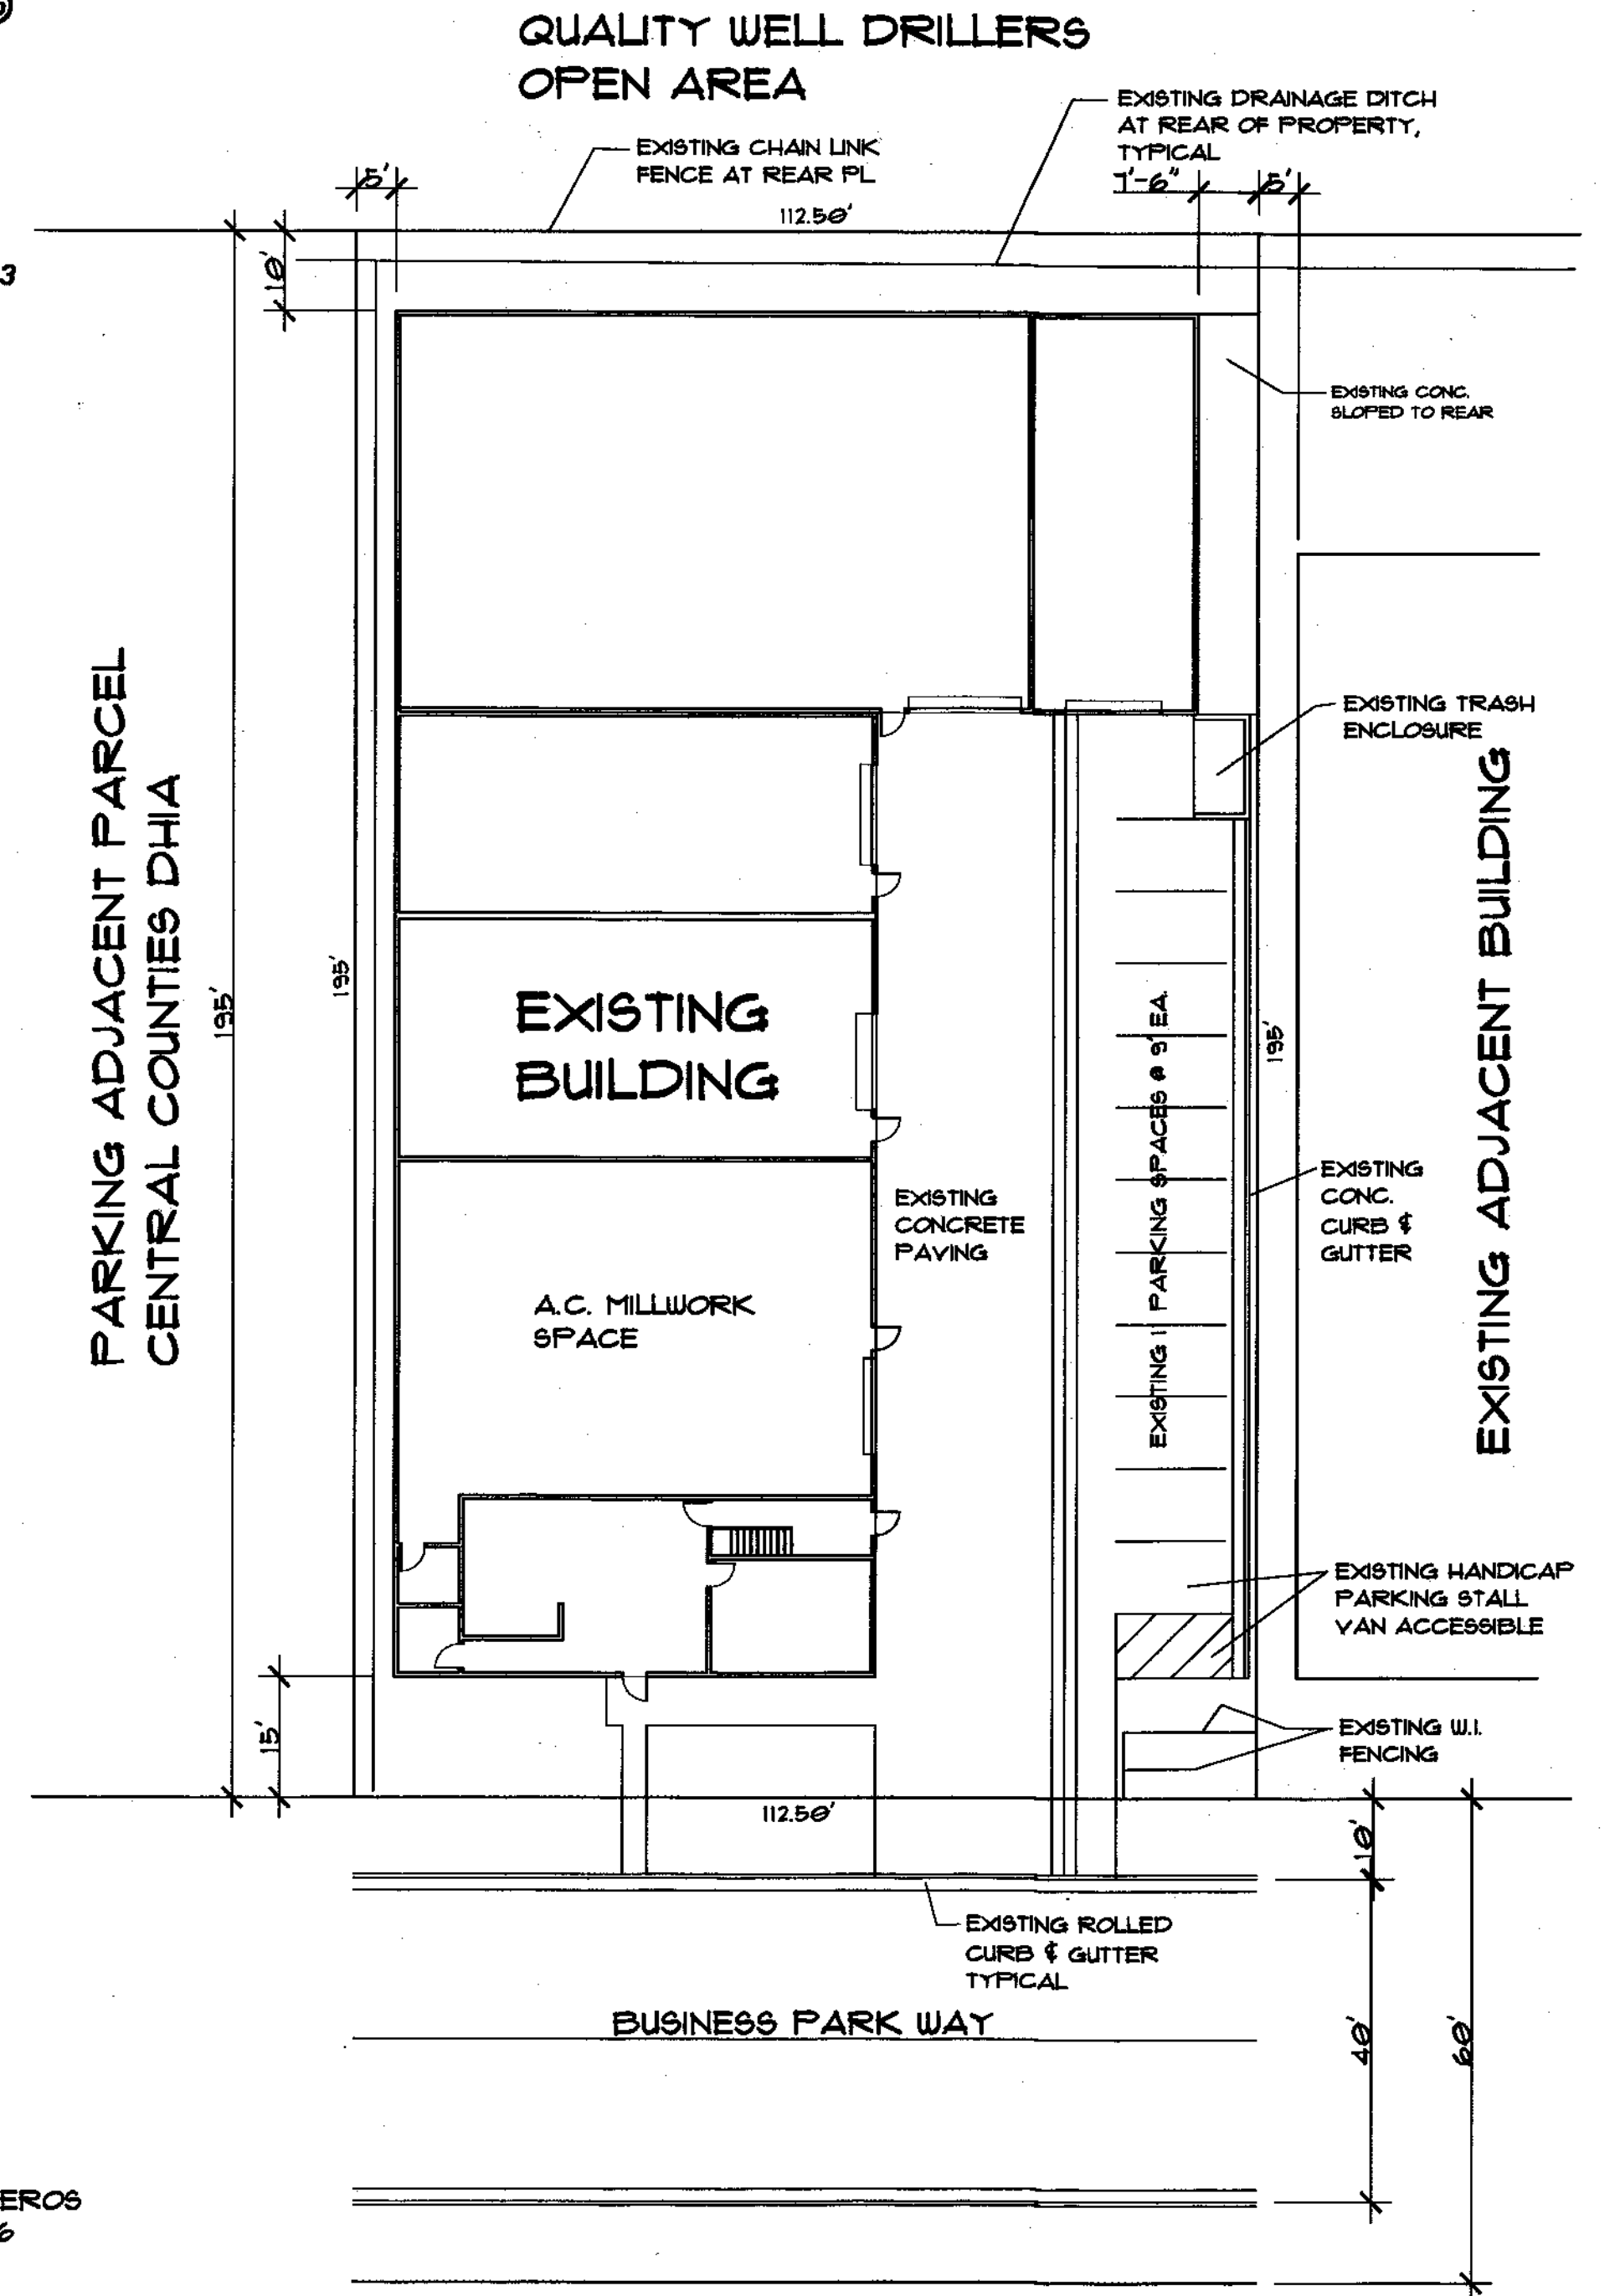 QUALITY WELL DRILLERS
OPEN AREA
EXISTING DRAINAGE DITCH
AT REAR OF PROPERTY,
TYPICAL
EXISTING CHAIN LINK
FENCE AT REAR PL
5'
7'-6"
5'
112.50'
10'
3
EXISTING CONC.
SLOPED TO REAR
EXISTING TRASH
ENCLOSURE
PARKING ADJACENT PARCEL
CENTRAL COUNTIES DHIA
195'
195'
EXISTING
BUILDING
EXISTING 11 PARKING SPACES @ 9' EA.
195'
EXISTING ADJACENT BUILDING
EXISTING
CONC.
CURB &
GUTTER
EXISTING
CONCRETE
PAVING
A.C. MILLWORK
SPACE
EXISTING HANDICAP
PARKING STALL
VAN ACCESSIBLE
15'
EXISTING W.I.
FENCING
112.50'
10'
EXISTING ROLLED
CURB & GUTTER
TYPICAL
BUSINESS PARK WAY
40'
60'
EROS
6